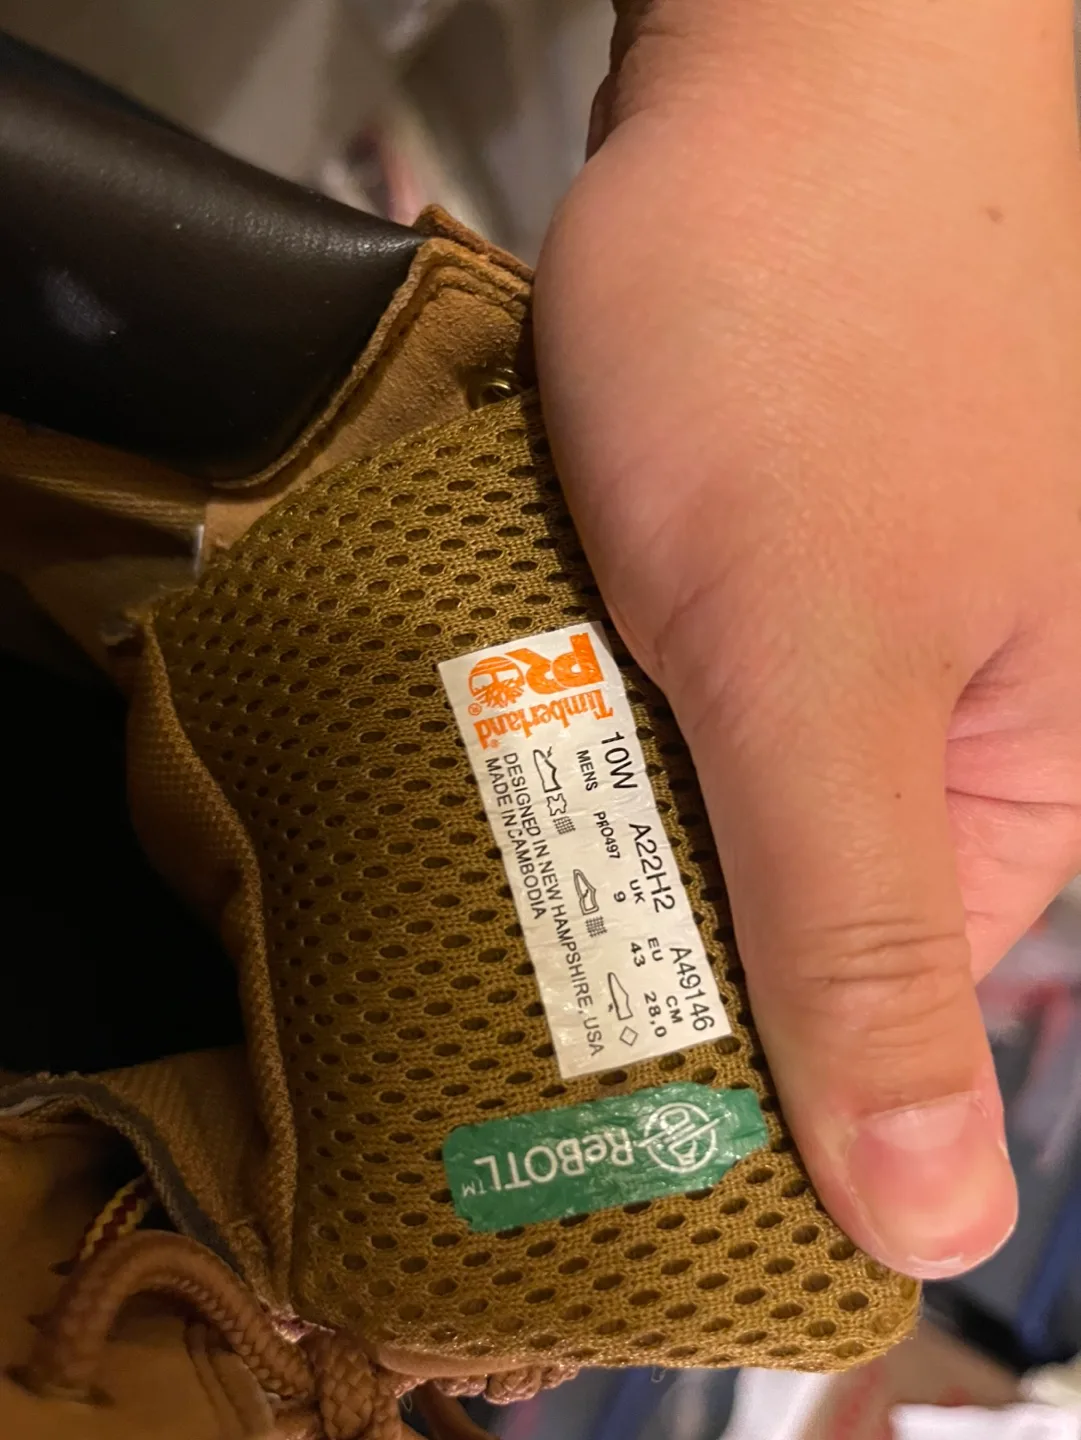 PRO
Timberland®
®
10W A22H2 A49146
MENS PRO497 UK EU CM
9 43 28,0
DESIGNED IN NEW HAMPSHIRE, USA
MADE IN CAMBODIA
ReBOTL™